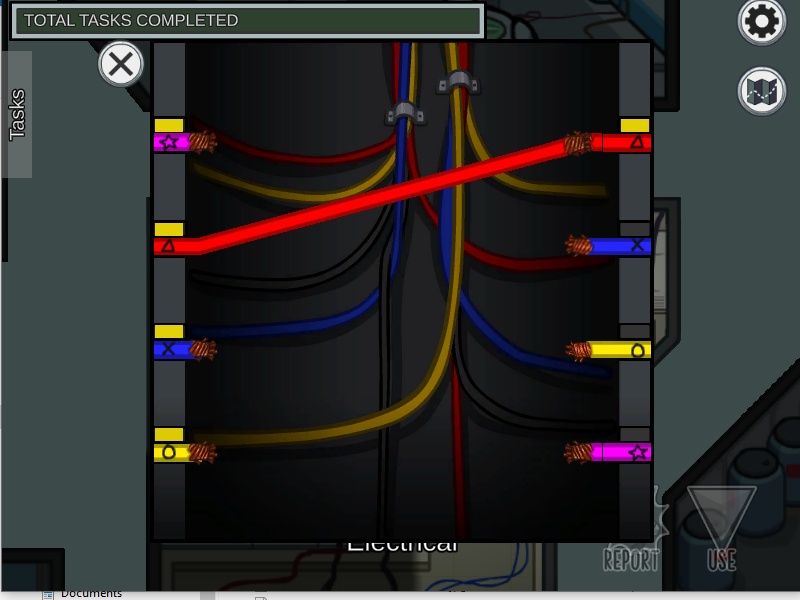 TOTAL TASKS COMPLETED
Tasks
Electrical
REPORT
USE
Documents